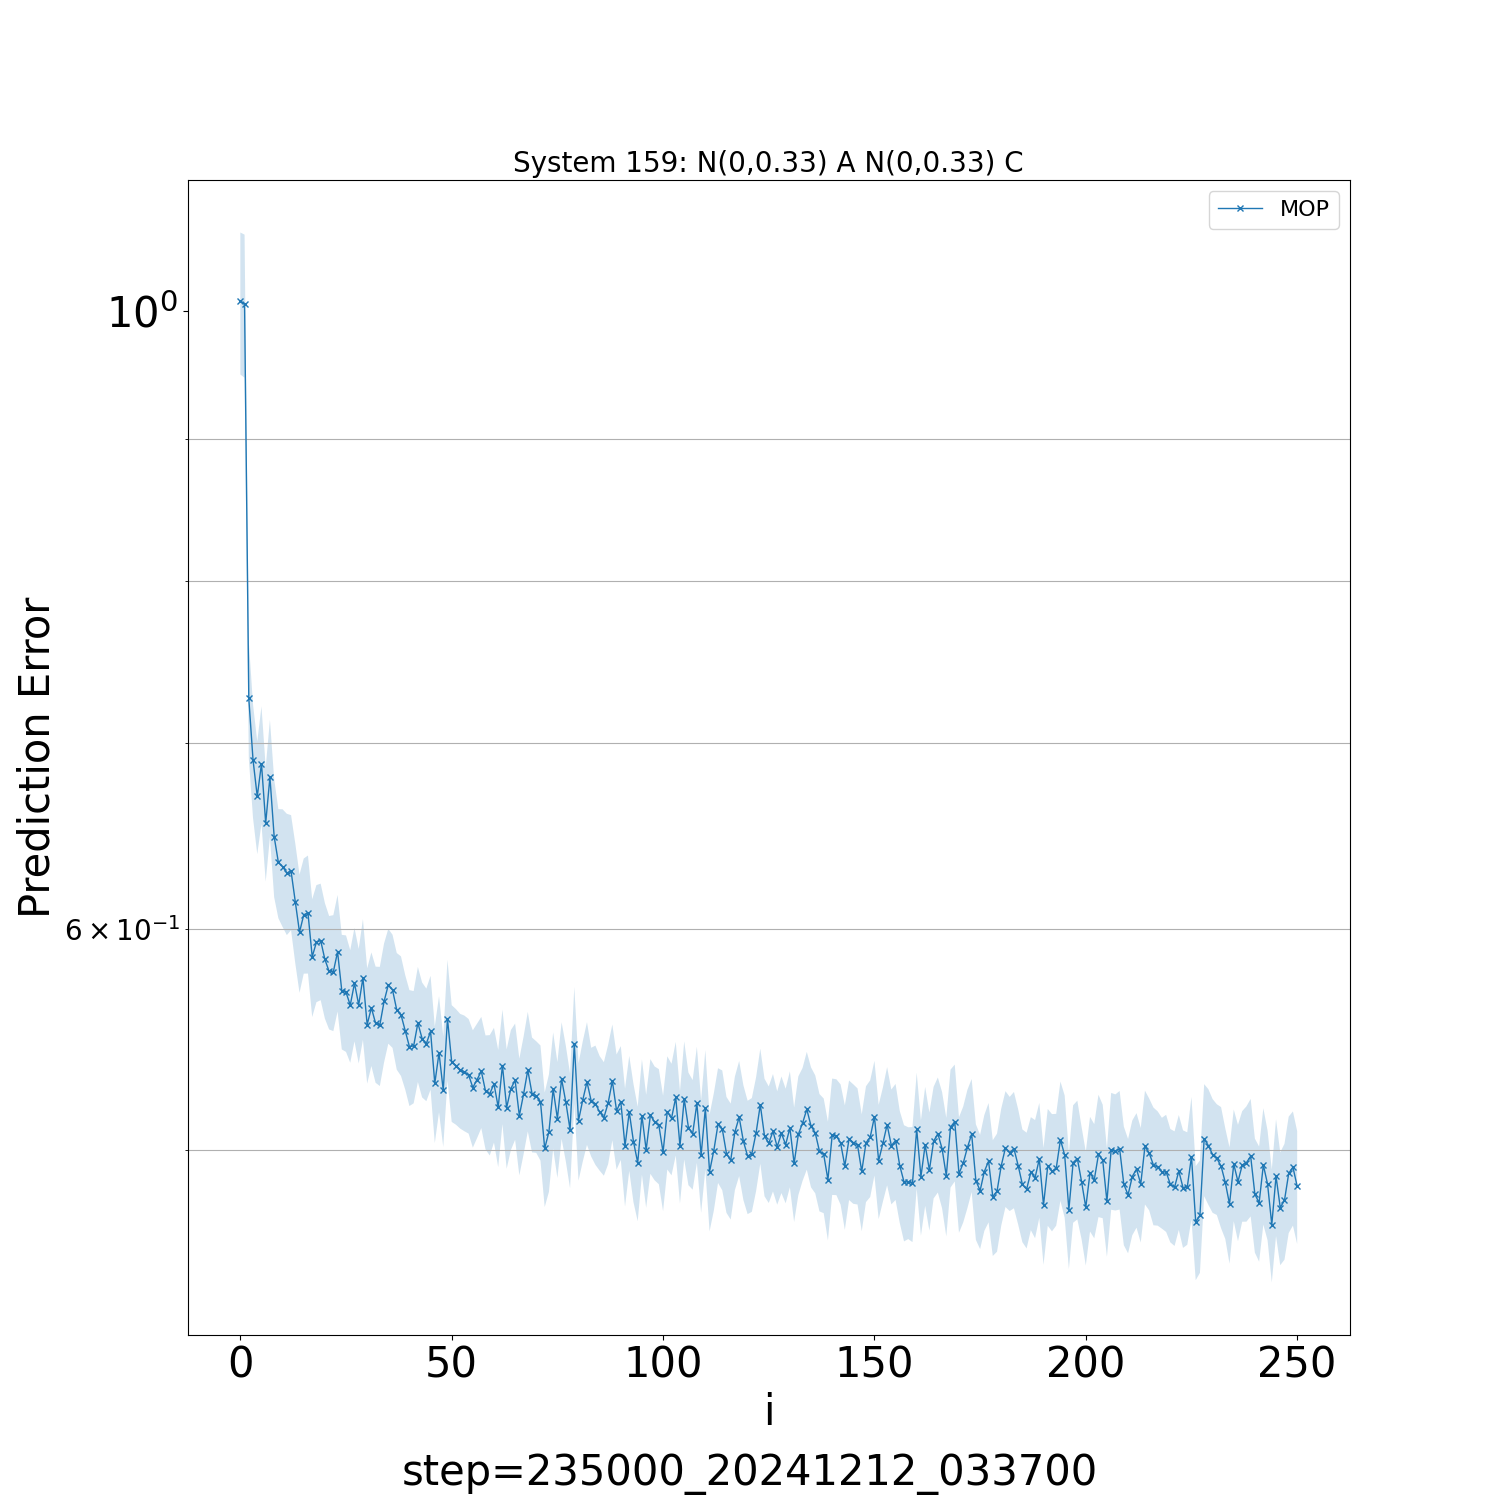 System 159: N(0,0.33) A N(0,0.33) C
MOP
10⁰
6 × 10⁻¹
Prediction Error
0 50 100 150 200 250
i
step=235000_20241212_033700